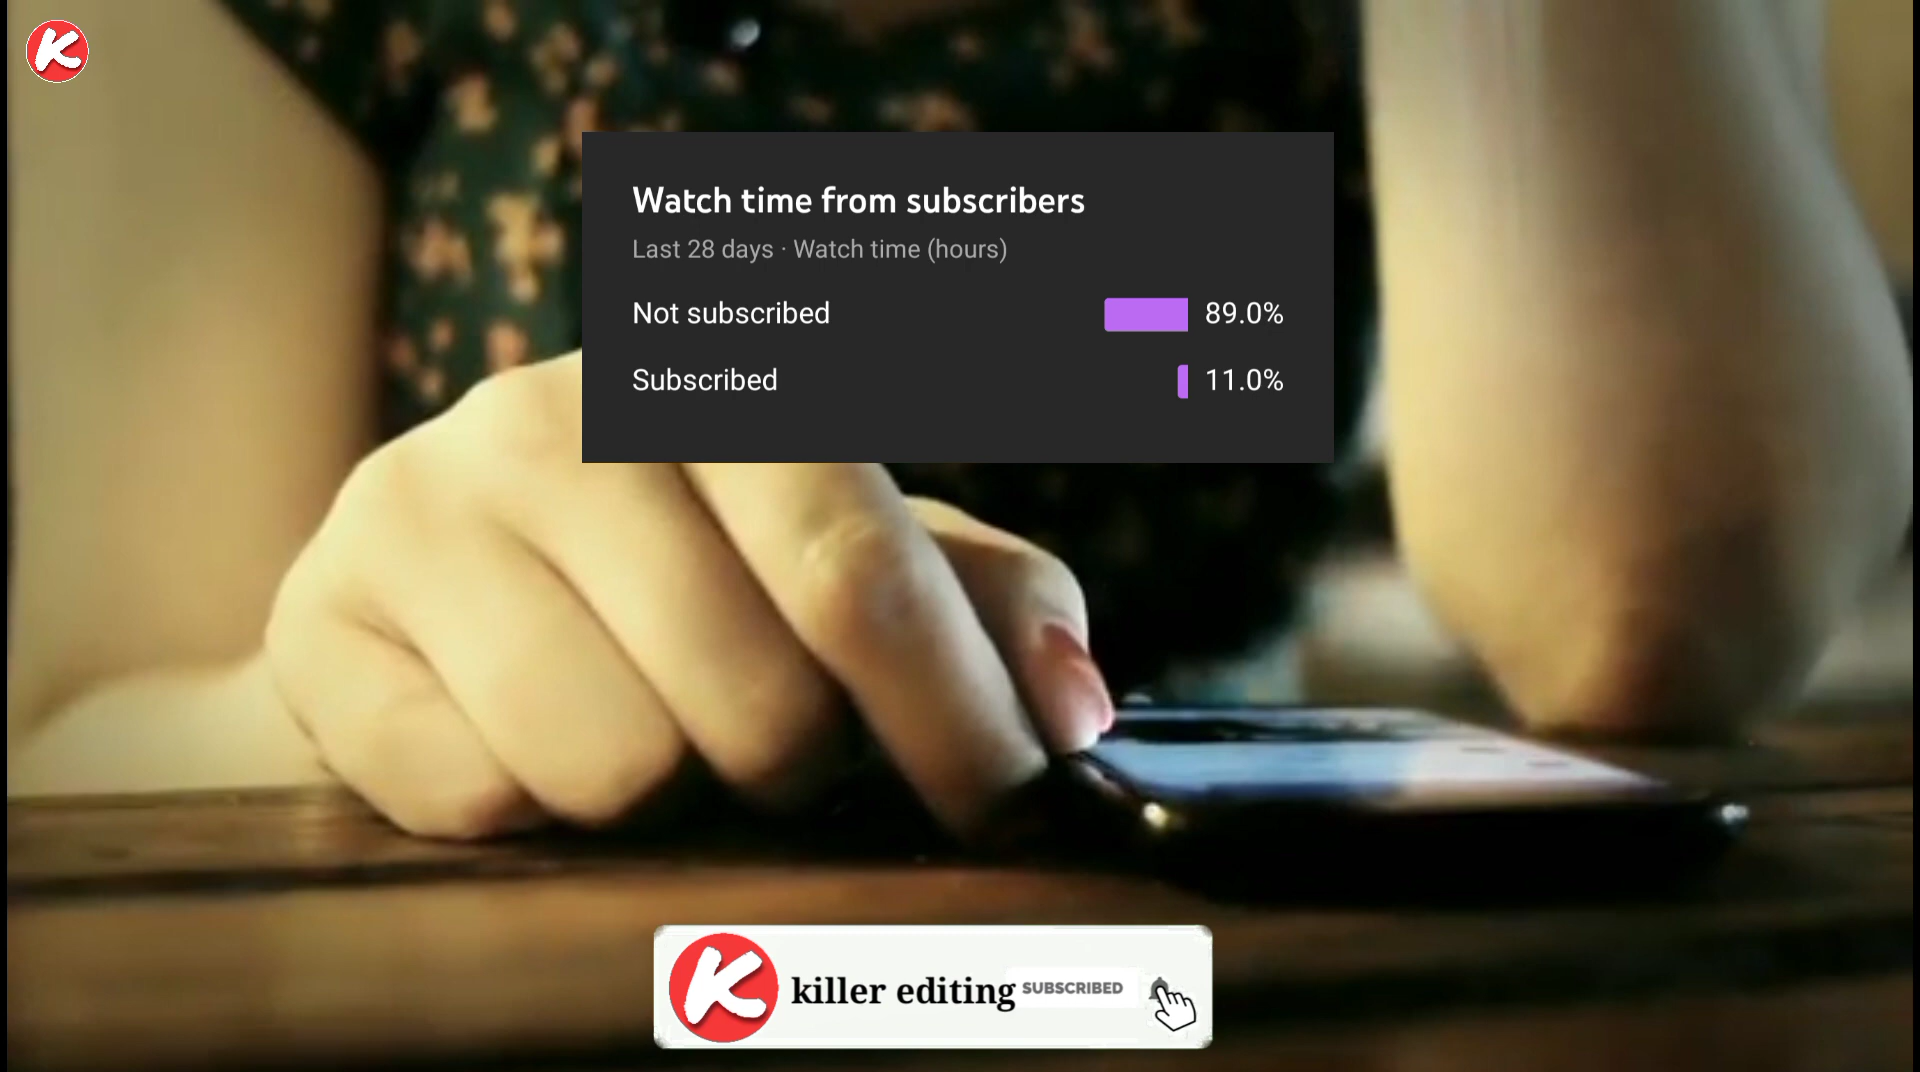 K
Watch time from subscribers
Last 28 days · Watch time (hours)
Not subscribed 89.0%
Subscribed 11.0%
K killer editing SUBSCRIBED